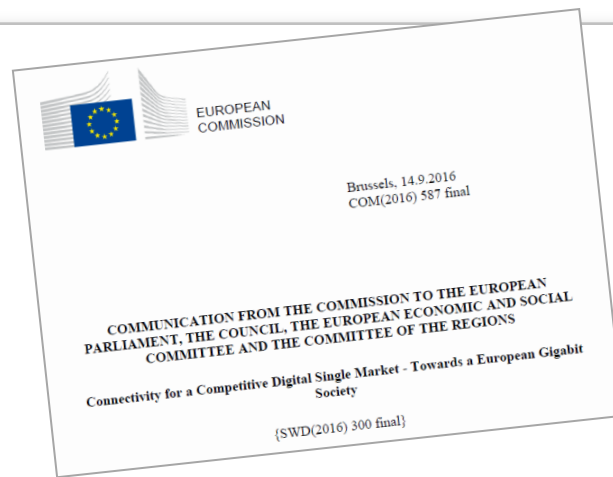 EUROPEAN
COMMISSION
Brussels, 14.9.2016
COM(2016) 587 final
COMMUNICATION FROM THE COMMISSION TO THE EUROPEAN
PARLIAMENT, THE COUNCIL, THE EUROPEAN ECONOMIC AND SOCIAL
COMMITTEE AND THE COMMITTEE OF THE REGIONS
Connectivity for a Competitive Digital Single Market - Towards a European Gigabit
Society
{SWD(2016) 300 final}